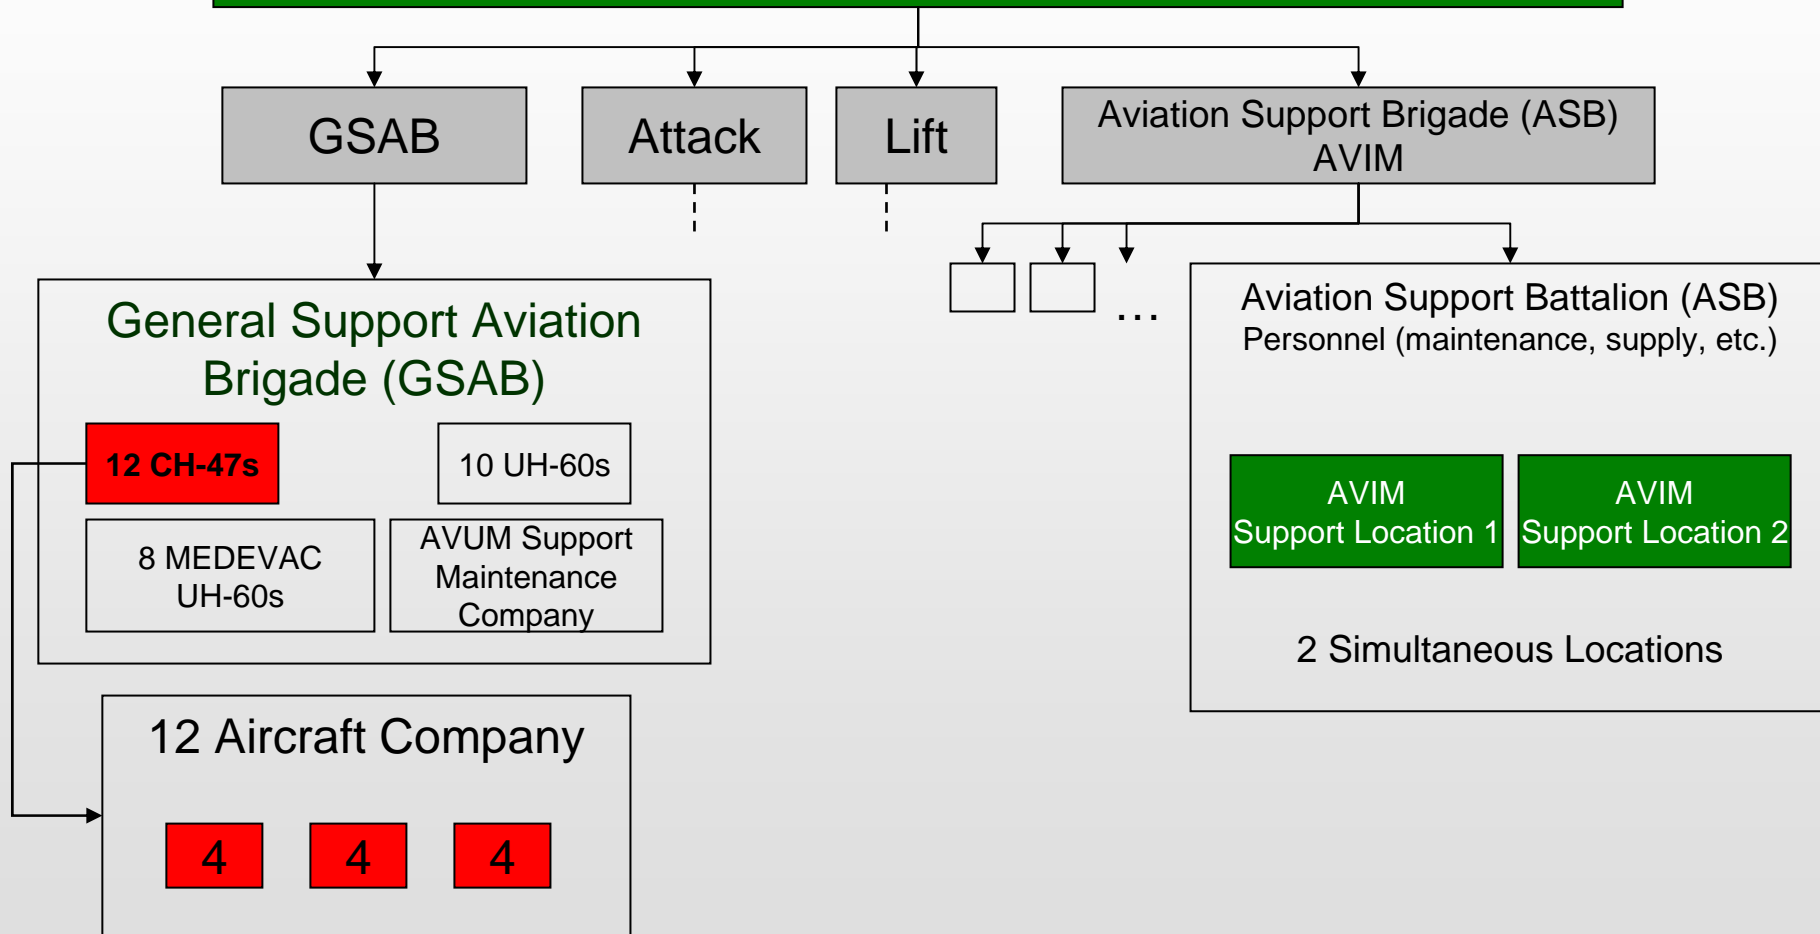 GSAB
Attack
Lift
Aviation Support Brigade (ASB)
AVIM
General Support Aviation
Brigade (GSAB)
12 CH-47s
10 UH-60s
8 MEDEVAC
UH-60s
AVUM Support
Maintenance
Company
12 Aircraft Company
4
4
4
...
Aviation Support Battalion (ASB)
Personnel (maintenance, supply, etc.)
AVIM
Support Location 1
AVIM
Support Location 2
2 Simultaneous Locations